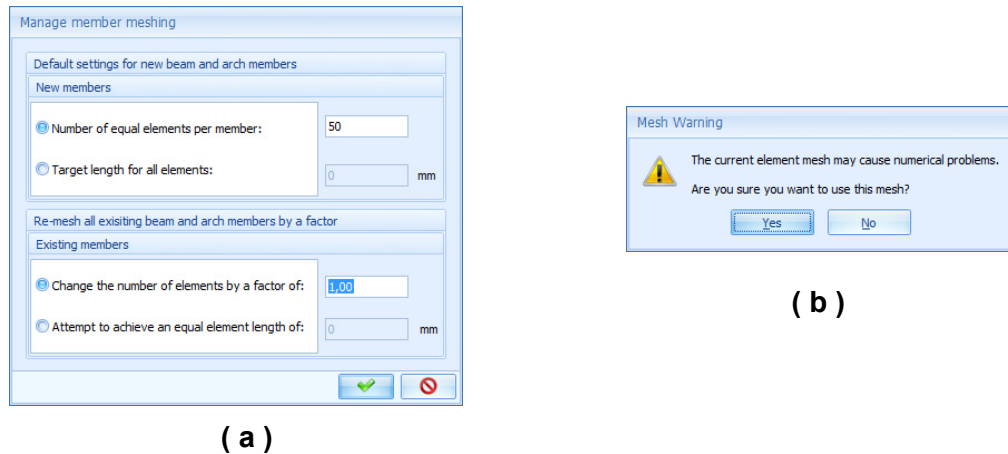 Manage member meshing
Default settings for new beam and arch members
New members
Number of equal elements per member: 50
Target length for all elements: 0 mm
Re-mesh all exisiting beam and arch members by a factor
Existing members
Change the number of elements by a factor of: 1,00
Attempt to achieve an equal element length of: 0 mm
( a )
Mesh Warning
The current element mesh may cause numerical problems.
Are you sure you want to use this mesh?
Yes No
( b )